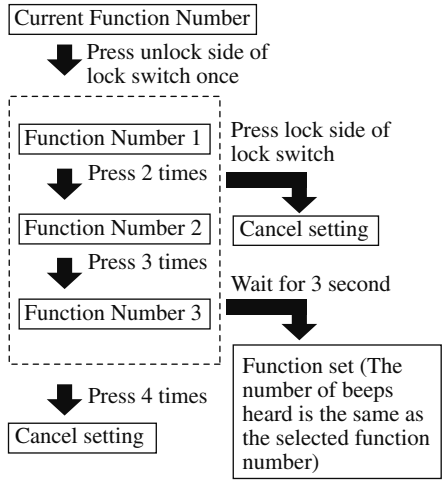 Current Function Number
Press unlock side of
lock switch once
Function Number 1
Press lock side of
lock switch
Press 2 times
Function Number 2
Cancel setting
Press 3 times
Wait for 3 second
Function Number 3
Function set (The
number of beeps
heard is the same as
the selected function
number)
Press 4 times
Cancel setting